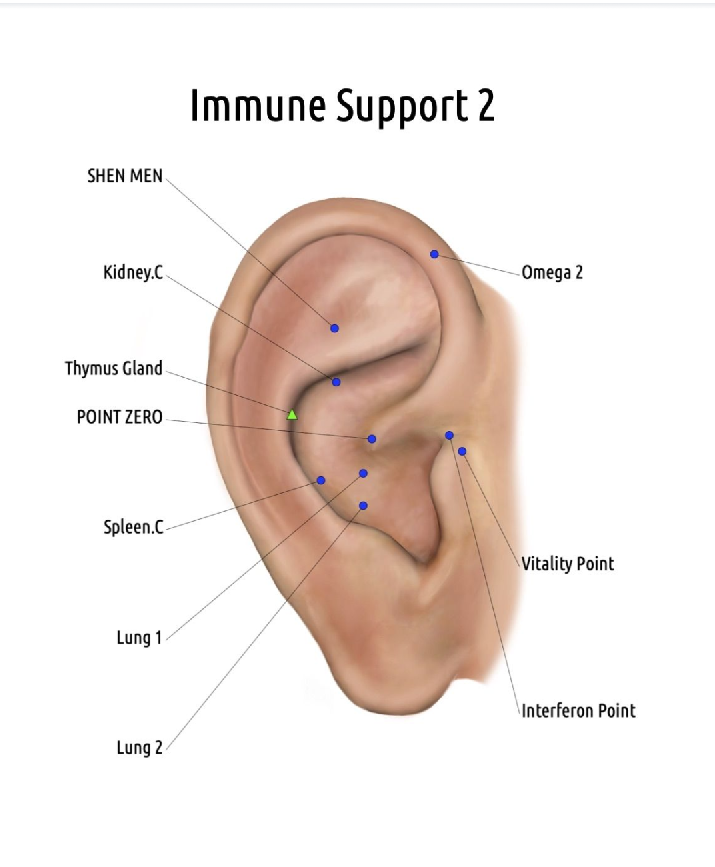 Immune Support 2
SHEN MEN
Kidney.C
Omega 2
Thymus Gland
POINT ZERO
Spleen.C
Vitality Point
Lung 1
Interferon Point
Lung 2